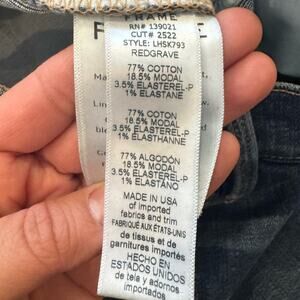 FRAME
RN# 139021
CUT# 2522
STYLE: LHSK793
REDGRAVE
77% COTTON
18.5% MODAL
3.5% ELASTEREL-P
1% ELASTANE
77% COTON
18.5% MODAL
3.5% ELASTEREL-P
1% ELASTHANNE
77% ALGODÓN
18.5% MODAL
3.5% ELASTEREL-P
1% ELASTANO
MADE IN USA
of imported
fabrics and trim
FABRIQUÉ AUX ÉTATS-UNIS
de tissus et de
garnitures importés
HECHO EN
ESTADOS UNIDOS
de tela y adornos
importados